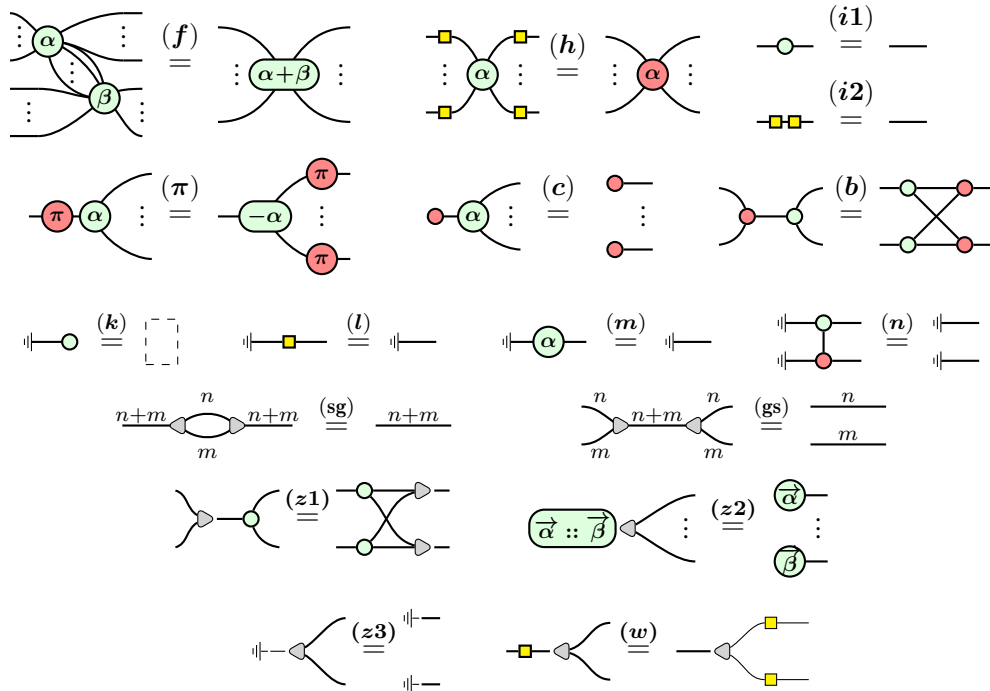 α ⋮ ⋮ ⋮ β ⋮ ⋮ (f) = ⋮ α+β ⋮
⋮ α ⋮ (h) = ⋮ α ⋮
(i1) =
(i2) =
π α ⋮ (π) = -α π ⋮ π
α ⋮ (c) = ⋮
(b) =
(k) =
(l) =
α (m) =
(n) =
n+m n m n+m (sg) = n+m
n m n+m n m (gs) = n m
(z1) =
α⃗ :: β⃗ ⋮ (z2) = α⃗ ⋮ β⃗
(z3) =
(w) =